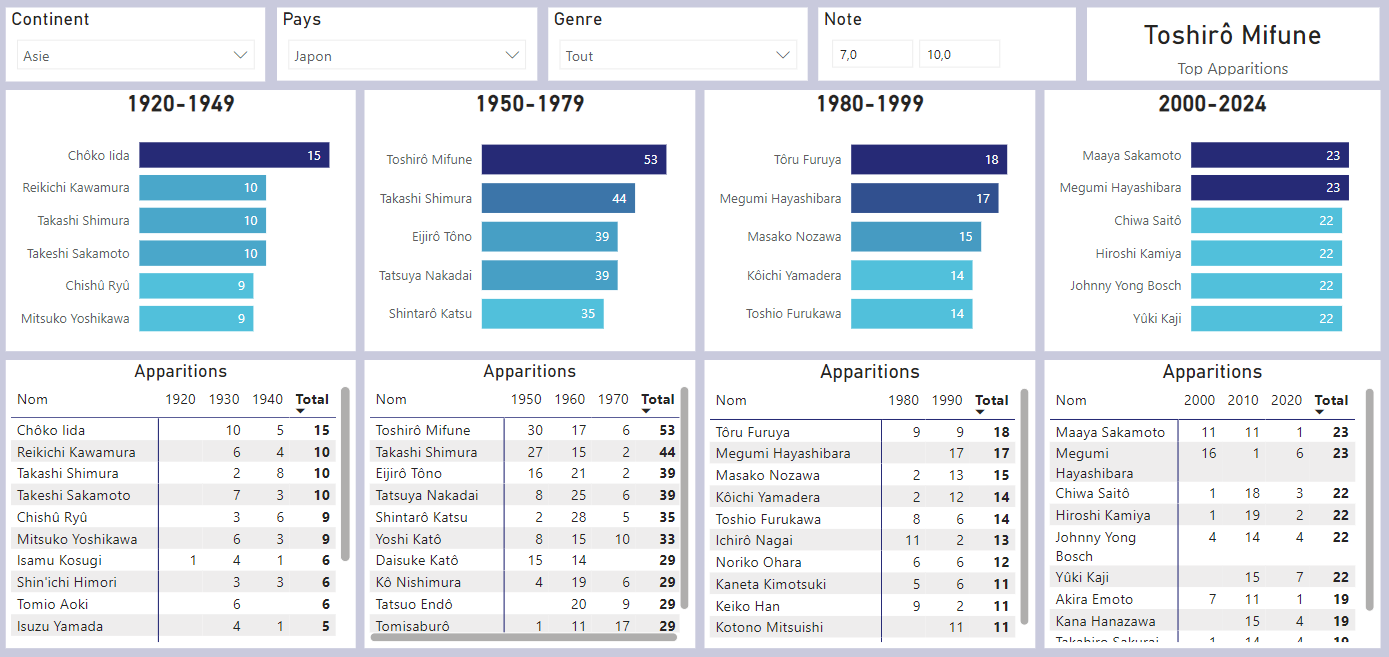 Continent
Asie
Pays
Japon
Genre
Tout
Note
7,0 10,0
Toshirô Mifune
Top Apparitions
1920-1949
Chôko Iida 15
Reikichi Kawamura 10
Takashi Shimura 10
Takeshi Sakamoto 10
Chishû Ryû 9
Mitsuko Yoshikawa 9
1950-1979
Toshirô Mifune 53
Takashi Shimura 44
Eijirô Tôno 39
Tatsuya Nakadai 39
Shintarô Katsu 35
1980-1999
Tôru Furuya 18
Megumi Hayashibara 17
Masako Nozawa 15
Kôichi Yamadera 14
Toshio Furukawa 14
2000-2024
Maaya Sakamoto 23
Megumi Hayashibara 23
Chiwa Saitô 22
Hiroshi Kamiya 22
Johnny Yong Bosch 22
Yûki Kaji 22
Apparitions
Nom 1920 1930 1940 Total
Chôko Iida 10 5 15
Reikichi Kawamura 6 4 10
Takashi Shimura 2 8 10
Takeshi Sakamoto 7 3 10
Chishû Ryû 3 6 9
Mitsuko Yoshikawa 6 3 9
Isamu Kosugi 1 4 1 6
Shin'ichi Himori 3 3 6
Tomio Aoki 6 6
Isuzu Yamada 4 1 5
Apparitions
Nom 1950 1960 1970 Total
Toshirô Mifune 30 17 6 53
Takashi Shimura 27 15 2 44
Eijirô Tôno 16 21 2 39
Tatsuya Nakadai 8 25 6 39
Shintarô Katsu 2 28 5 35
Yoshi Katô 8 15 10 33
Daisuke Katô 15 14 29
Kô Nishimura 4 19 6 29
Tatsuo Endô 20 9 29
Tomisaburô 1 11 17 29
Apparitions
Nom 1980 1990 Total
Tôru Furuya 9 9 18
Megumi Hayashibara 17 17
Masako Nozawa 2 13 15
Kôichi Yamadera 2 12 14
Toshio Furukawa 8 6 14
Ichirô Nagai 11 2 13
Noriko Ohara 6 6 12
Kaneta Kimotsuki 5 6 11
Keiko Han 9 2 11
Kotono Mitsuishi 11 11
Apparitions
Nom 2000 2010 2020 Total
Maaya Sakamoto 11 11 1 23
Megumi 16 1 6 23
Hayashibara
Chiwa Saitô 1 18 3 22
Hiroshi Kamiya 1 19 2 22
Johnny Yong 4 14 4 22
Bosch
Yûki Kaji 15 7 22
Akira Emoto 7 11 1 19
Kana Hanazawa 15 4 19
Takahiro Sakurai 1 14 4 19